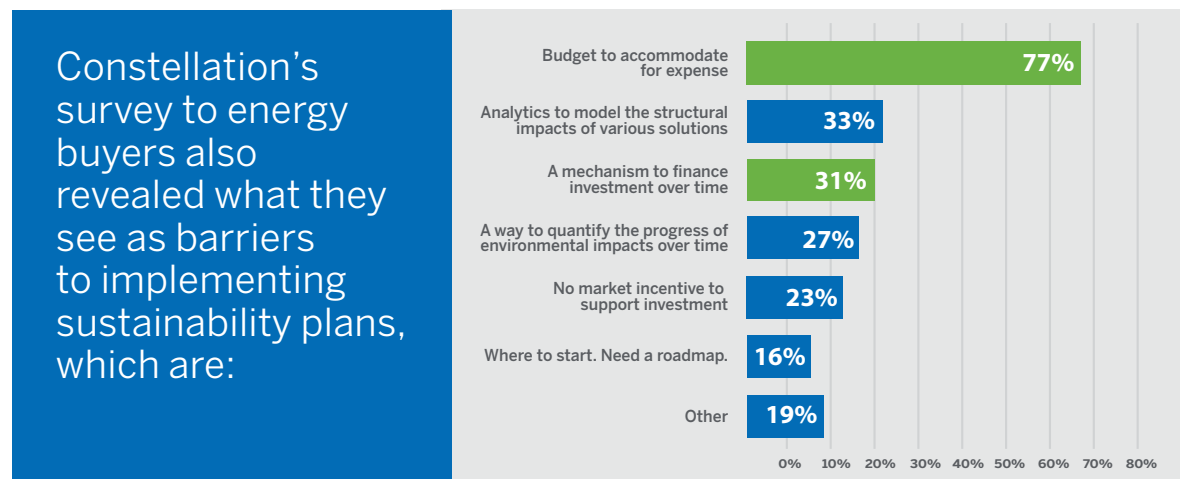 Constellation’s
survey to energy
buyers also
revealed what they
see as barriers
to implementing
sustainability plans,
which are:
Budget to accommodate
for expense
77%
Analytics to model the structural
impacts of various solutions
33%
A mechanism to finance
investment over time
31%
A way to quantify the progress of
environmental impacts over time
27%
No market incentive to
support investment
23%
Where to start. Need a roadmap.
16%
Other
19%
0% 10% 20% 30% 40% 50% 60% 70% 80%